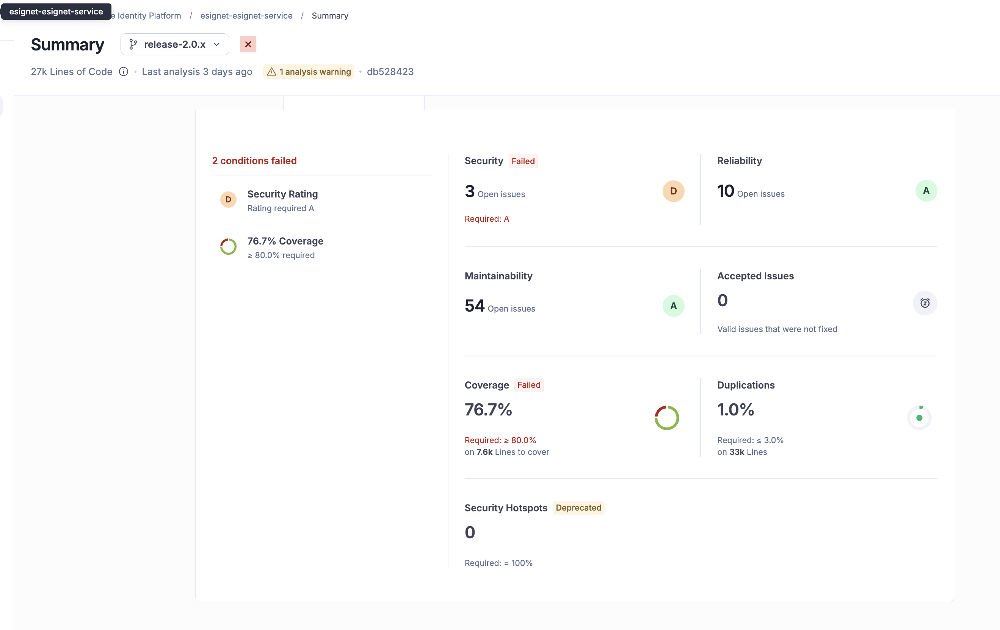 esignet-esignet-service
Identity Platform / esignet-esignet-service / Summary
Summary
release-2.0.x
27k Lines of Code
Last analysis 3 days ago
1 analysis warning
db528423
2 conditions failed
D
Security Rating
Rating required A
76.7% Coverage
≥ 80.0% required
Security Failed
3 Open issues
D
Required: A
Reliability
10 Open issues
A
Maintainability
54 Open issues
A
Accepted Issues
0
Valid issues that were not fixed
Coverage Failed
76.7%
Required: ≥ 80.0%
on 7.6k Lines to cover
Duplications
1.0%
Required: ≤ 3.0%
on 33k Lines
Security Hotspots Deprecated
0
Required: = 100%